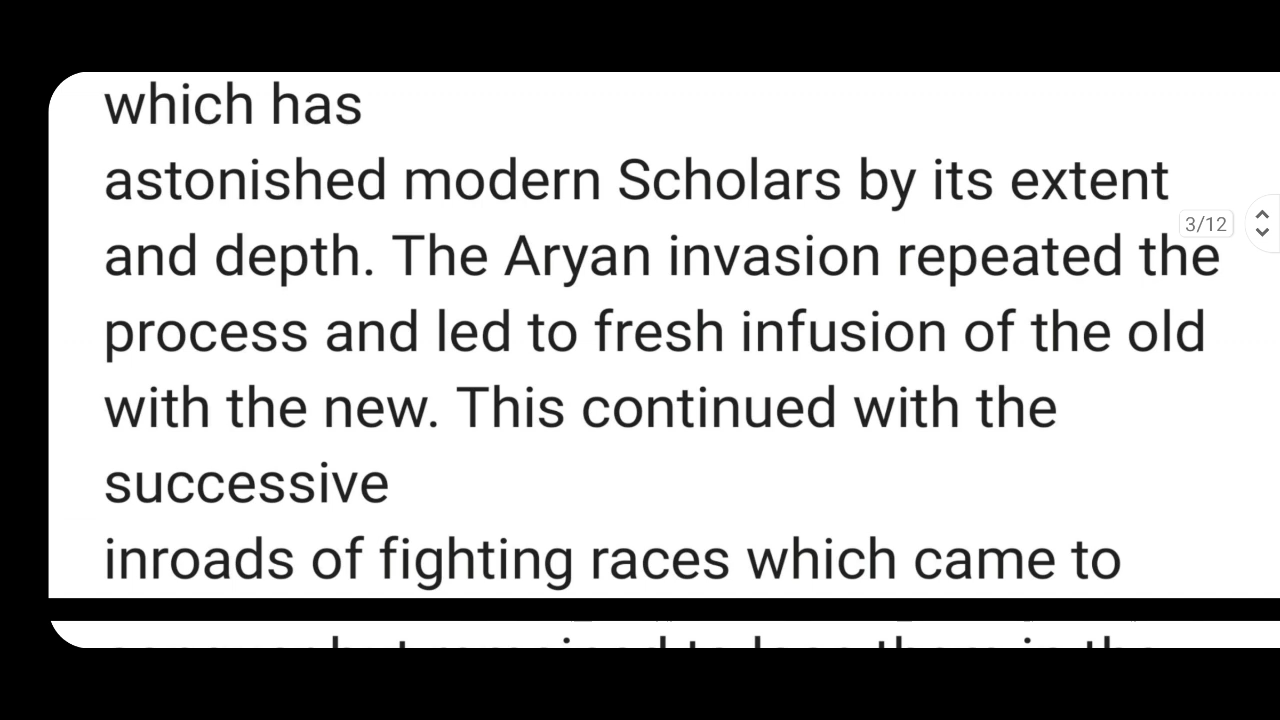 which has
astonished modern Scholars by its extent
3/12
and depth. The Aryan invasion repeated the
process and led to fresh infusion of the old
with the new. This continued with the
successive
inroads of fighting races which came to